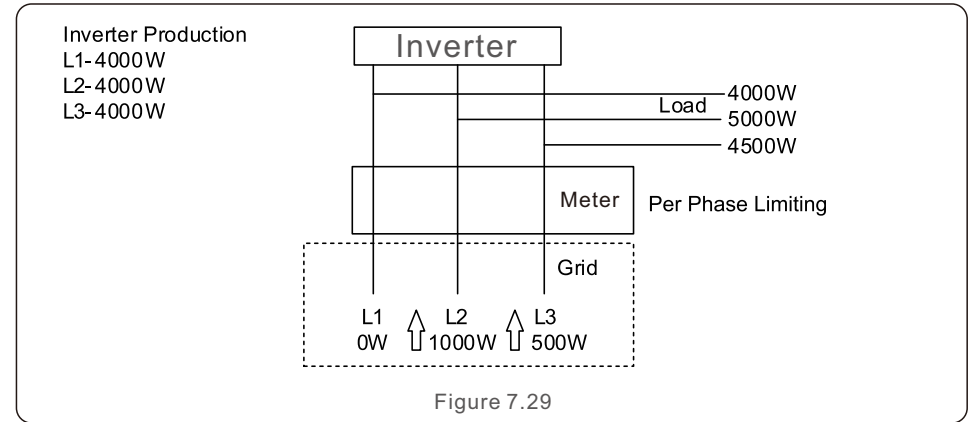 Inverter Production
L1-4000W
L2-4000W
L3-4000W
Inverter
Load
4000W
5000W
4500W
Meter
Per Phase Limiting
Grid
L1 L2 L3
0W 1000W 500W
Figure 7.29